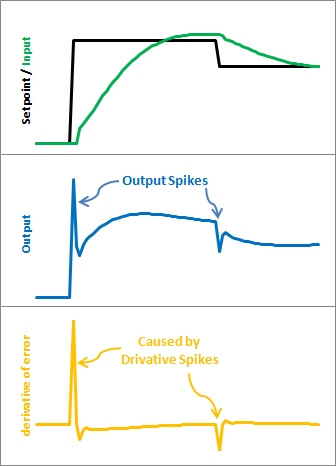 Setpoint / Input
Output Spikes
Output
Caused by
Drivative Spikes
derivative of error